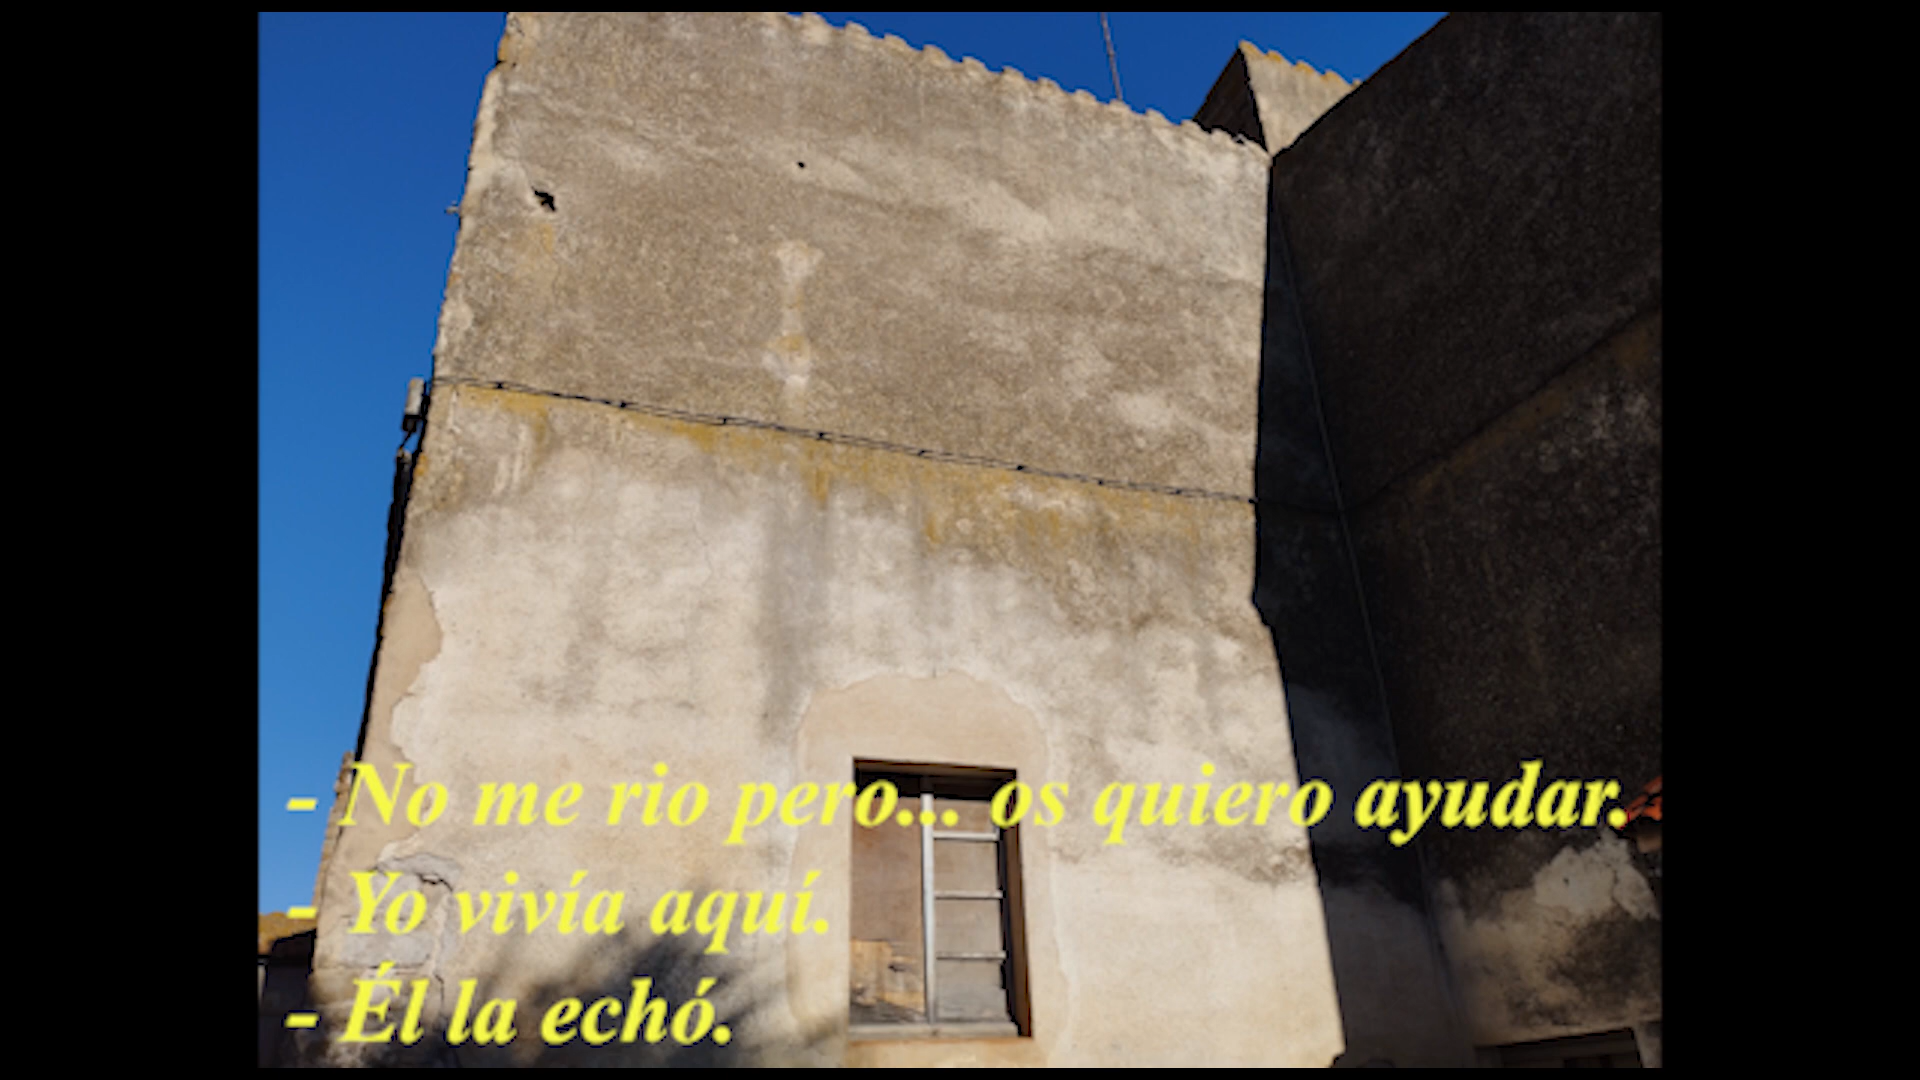 - No me rio pero... os quiero ayudar.
- Yo vivía aquí.
- Él la echó.